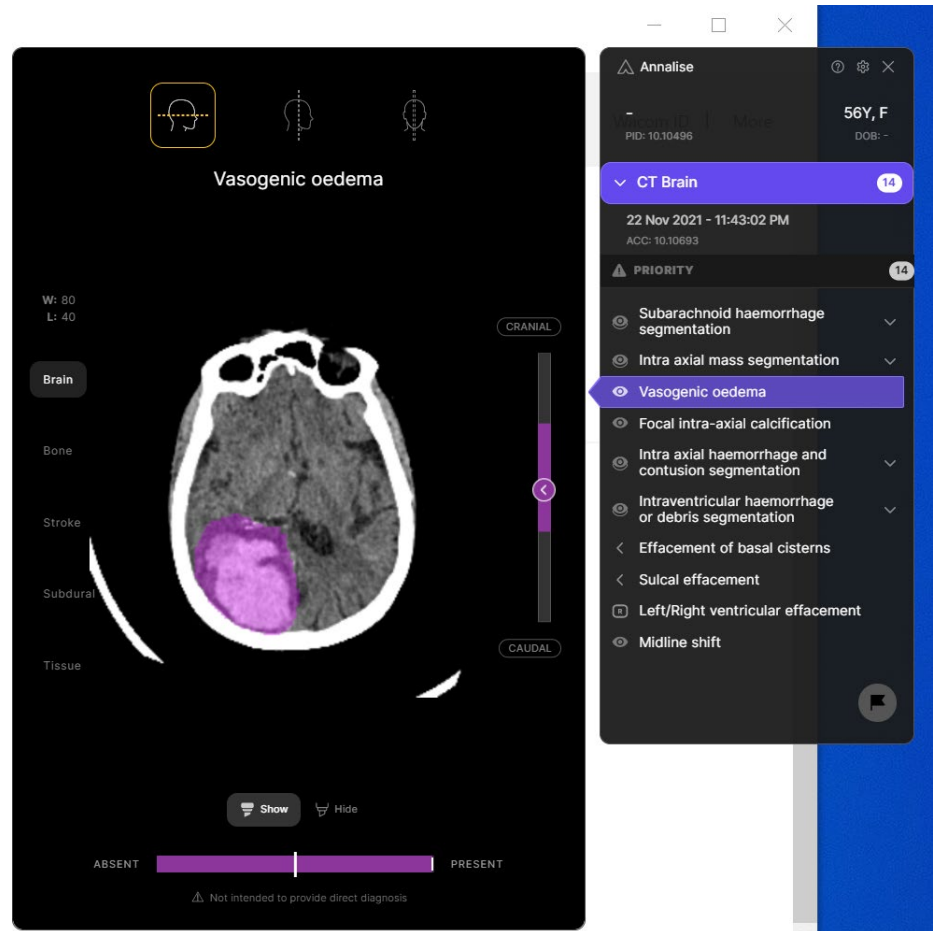 Vasogenic oedema
W: 80
L: 40
Brain
Bone
Stroke
Subdural
Tissue
CRANIAL
CAUDAL
Show
Hide
ABSENT
PRESENT
Not intended to provide direct diagnosis
Annalise
-
56Y, F
More
PID: 10.10496
DOB: -
CT Brain
14
22 Nov 2021 - 11:43:02 PM
ACC: 10.10693
PRIORITY
14
Subarachnoid haemorrhage
segmentation
Intra axial mass segmentation
Vasogenic oedema
Focal intra-axial calcification
Intra axial haemorrhage and
contusion segmentation
Intraventricular haemorrhage
or debris segmentation
Effacement of basal cisterns
Sulcal effacement
R
Left/Right ventricular effacement
Midline shift